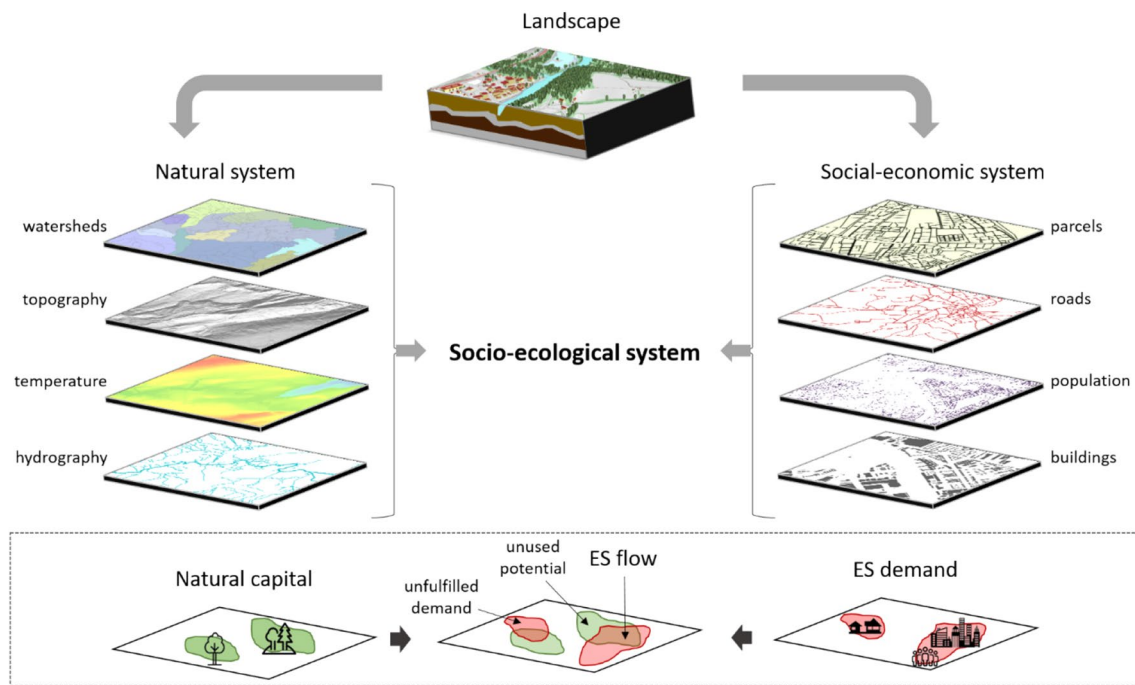 Landscape
Natural system
watersheds
topography
temperature
hydrography
Socio-ecological system
Social-economic system
parcels
roads
population
buildings
Natural capital
unfulfilled
demand
unused
potential
ES flow
ES demand